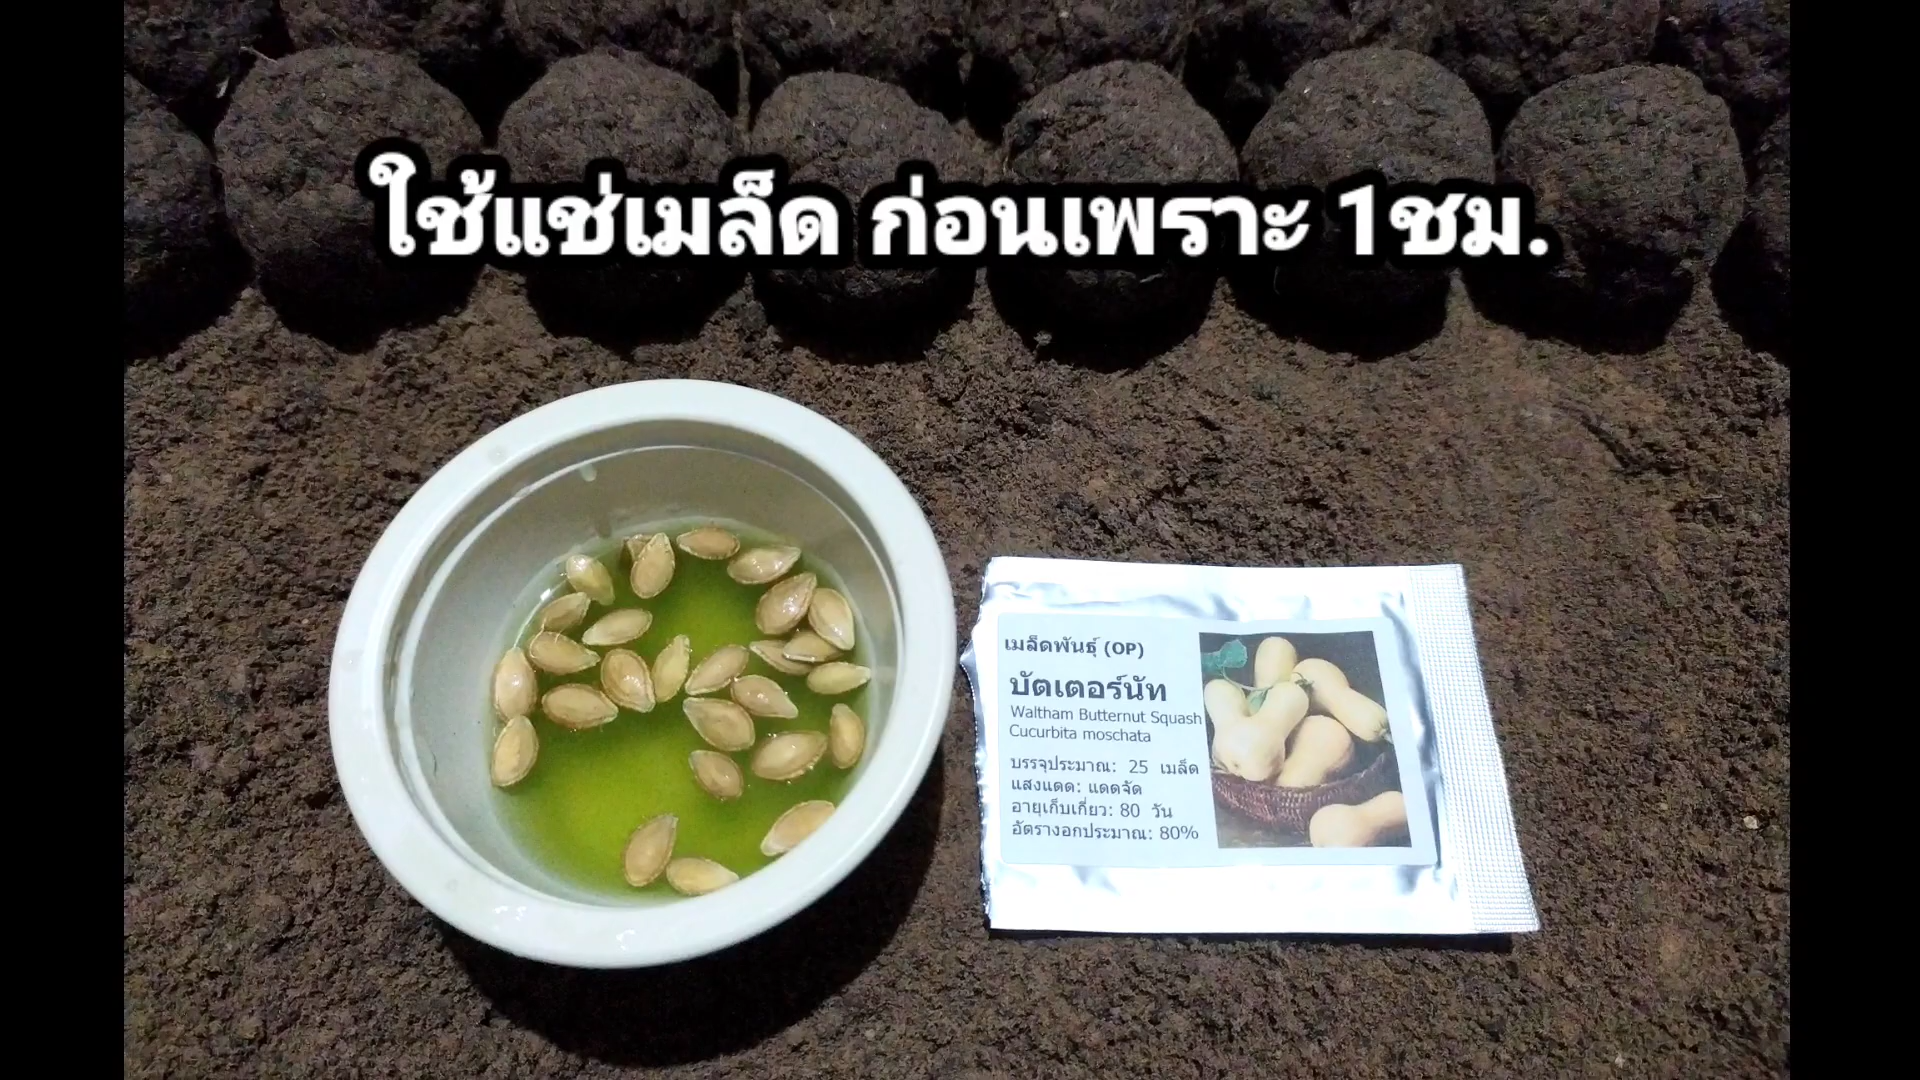 ใช้แช่เมล็ด ก่อนเพราะ 1ชม.
เมล็ดพันธุ์ (OP)
บัตเตอร์นัท
Waltham Butternut Squash
Cucurbita moschata
บรรจุประมาณ: 25 เมล็ด
แสงแดด: แดดจัด
อายุเก็บเกี่ยว: 80 วัน
อัตรางอกประมาณ: 80%